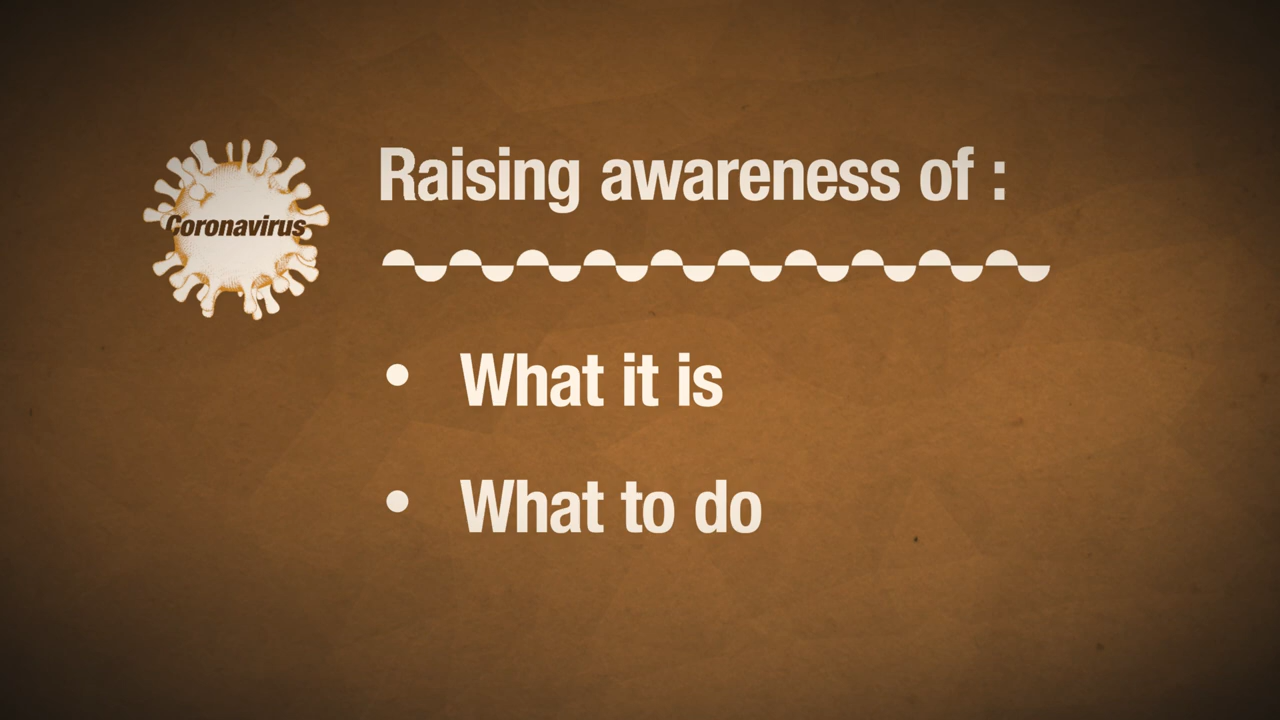 Coronavirus
Raising awareness of :
• What it is
• What to do